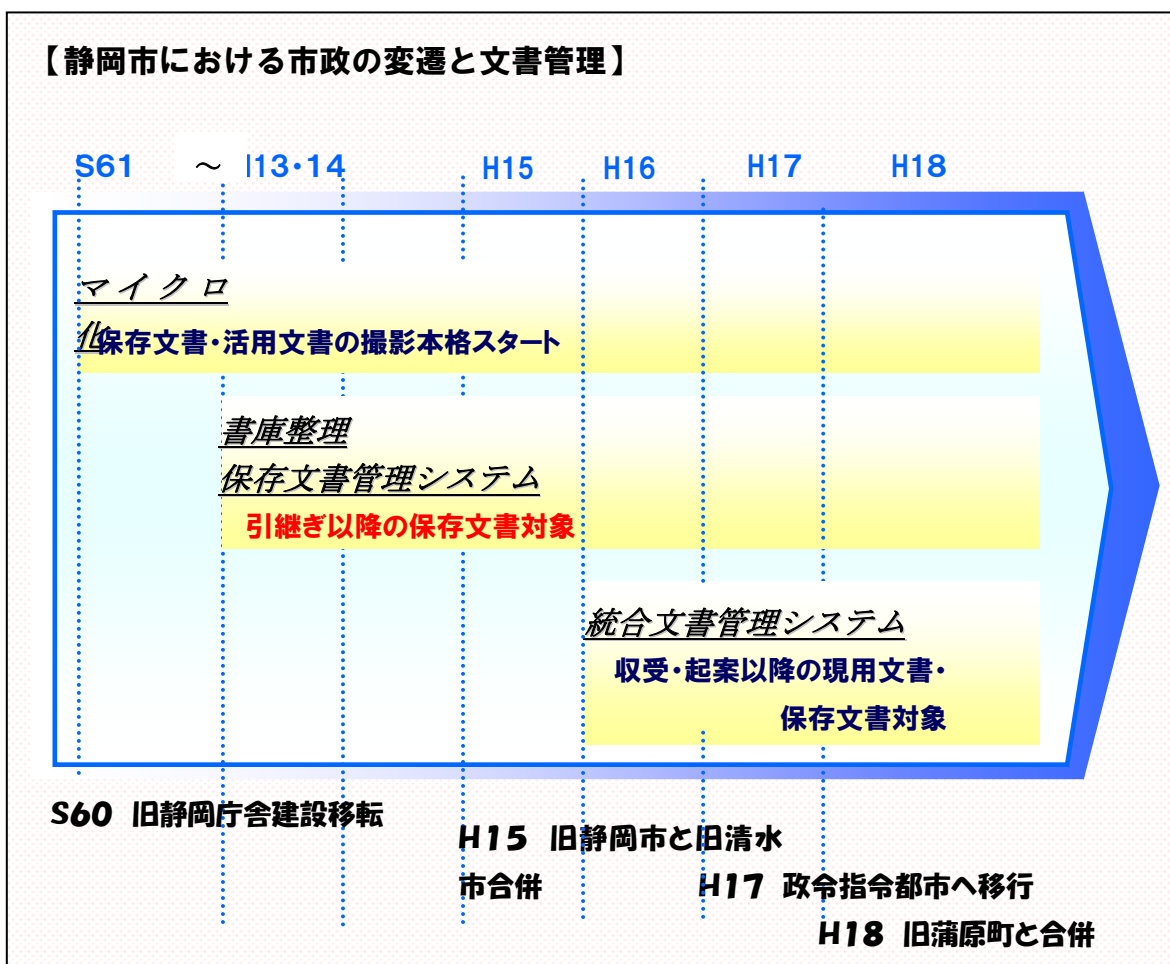 【静岡市における市政の変遷と文書管理】
S61 ～ H13・14 H15 H16 H17 H18
マイクロ
化
保存文書・活用文書の撮影本格スタート
書庫整理
保存文書管理システム
引継ぎ以降の保存文書対象
統合文書管理システム
収受・起案以降の現用文書・
保存文書対象
S60 旧静岡庁舎建設移転
H15 旧静岡市と旧清水
市合併
H17 政令指令都市へ移行
H18 旧蒲原町と合併